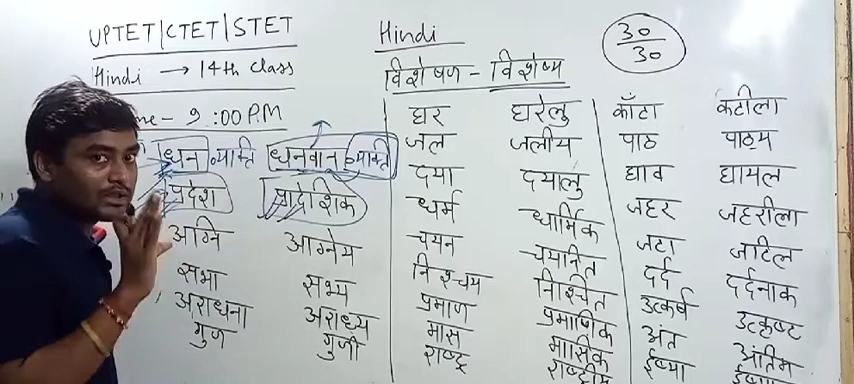 UPTET|CTET|STET
Hindi → 14th class
9:00 P.M
Hindi
30
30
विशेषण - विशेष्य
धन व्यक्ति धनवान व्यक्ति
प्रदेश प्रादेशिक
अग्नि आग्नेय
सभा सभ्य
अराधना अराध्य
गुण गुणी
घर घरेलु
जल जलीय
दया दयालु
धर्म धार्मिक
चयन चयनित
निश्चय निश्चित
प्रमाण प्रमाणिक
मास मासिक
राष्ट्र राष्ट्रीय
काँटा कटीला
पाठ पाठ्य
घाव घायल
जहर जहरीला
जटा जटिल
दर्द दर्दनाक
उत्कर्ष उत्कृष्ट
अंत अंतिम
ईष्या